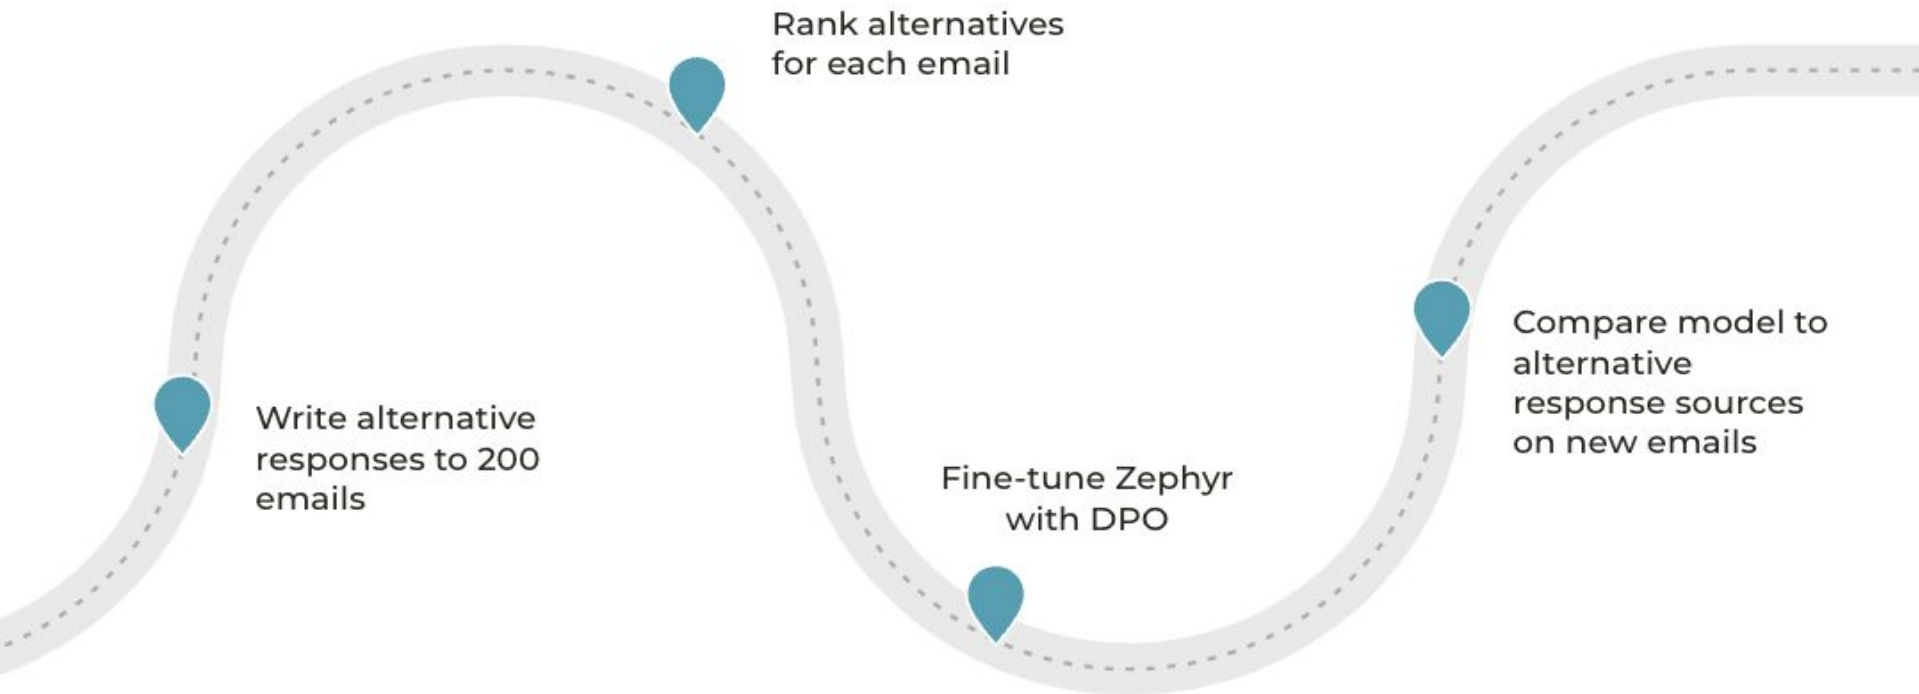 Rank alternatives
for each email
Write alternative
responses to 200
emails
Fine-tune Zephyr
with DPO
Compare model to
alternative
response sources
on new emails